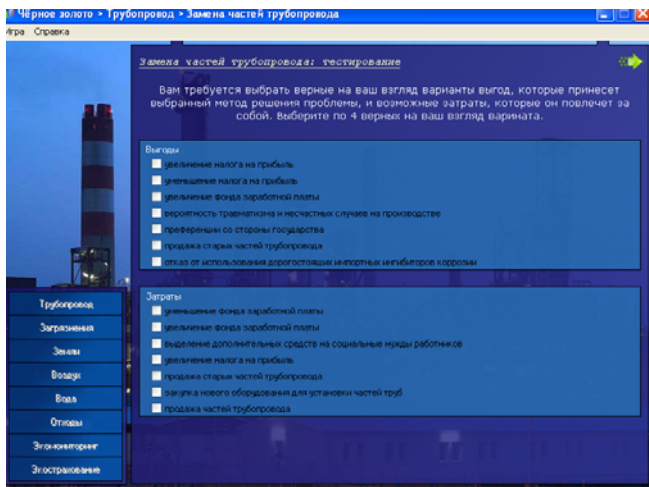 Чёрное золото > Трубопровод > Замена частей трубопровода
Игра Справка
Замена частей трубопровода: тестирование
Вам требуется выбрать верные на ваш взгляд варианты выгод, которые принесет
выбранный метод решения проблемы, и возможные затраты, которые он повлечет за
собой. Выберите по 4 верных на ваш взгляд варината.
Выгоды
увеличение налога на прибыль
уменьшение налога на прибыль
увеличение фонда заработной платы
вероятность травматизма и несчастных случаев на производстве
преференции со стороны государства
продажа старых частей трубопровода
отказ от использования дорогостоящих импортных ингибиторов коррозии
Затраты
уменьшение фонда заработной платы
увеличение фонда заработной платы
выделение дополнительных средств на социальные нужды работников
увеличение налога на прибыль
продажа старых частей трубопровода
закупка нового оборудования для установки частей труб
продажа частей трубопровода
Трубопровод
Загрязнения
Земли
Воздух
Вода
Отходы
Экомониторинг
Экострахование